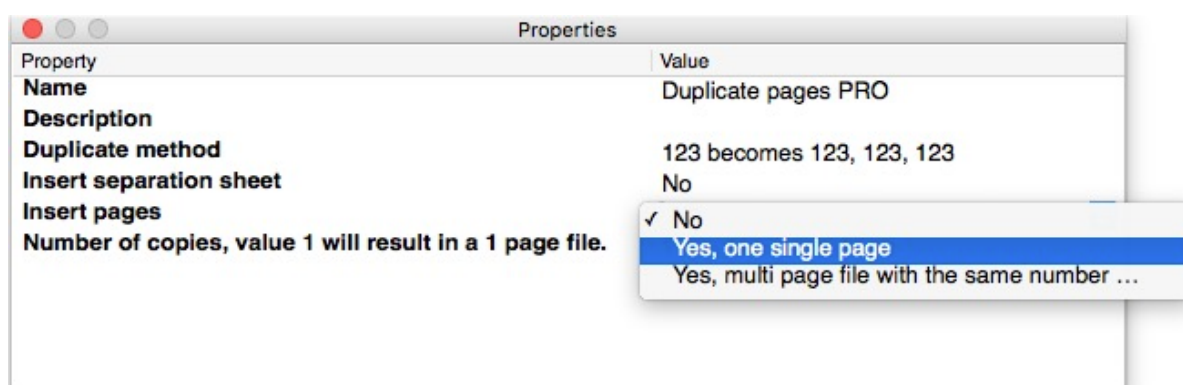 Properties
Property Value
Name Duplicate pages PRO
Description
Duplicate method 123 becomes 123, 123, 123
Insert separation sheet No
Insert pages ✓ No
Number of copies, value 1 will result in a 1 page file. Yes, one single page
Yes, multi page file with the same number …